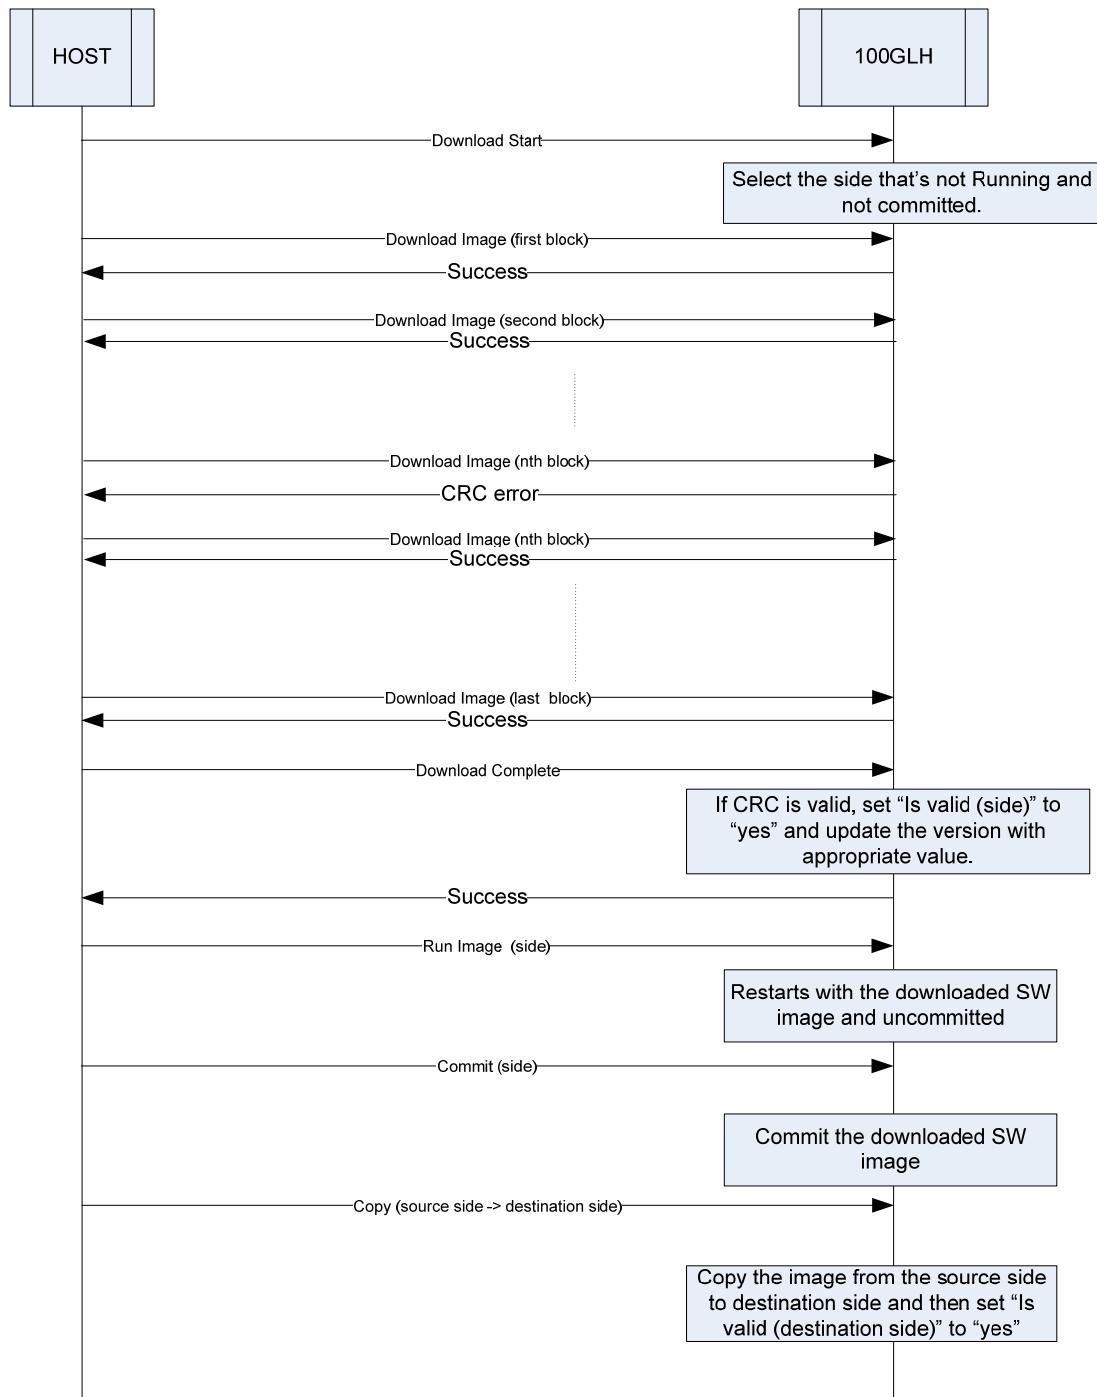 HOST
100GLH
Download Start
Select the side that’s not Running and
not committed.
Download Image (first block)
Success
Download Image (second block)
Success
Download Image (nth block)
CRC error
Download Image (nth block)
Success
Download Image (last  block)
Success
Download Complete
If CRC is valid, set “Is valid (side)” to
“yes” and update the version with
appropriate value.
Success
Run Image  (side)
Restarts with the downloaded SW
image and uncommitted
Commit (side)
Commit the downloaded SW
image
Copy (source side -> destination side)
Copy the image from the source side
to destination side and then set “Is
valid (destination side)” to “yes”